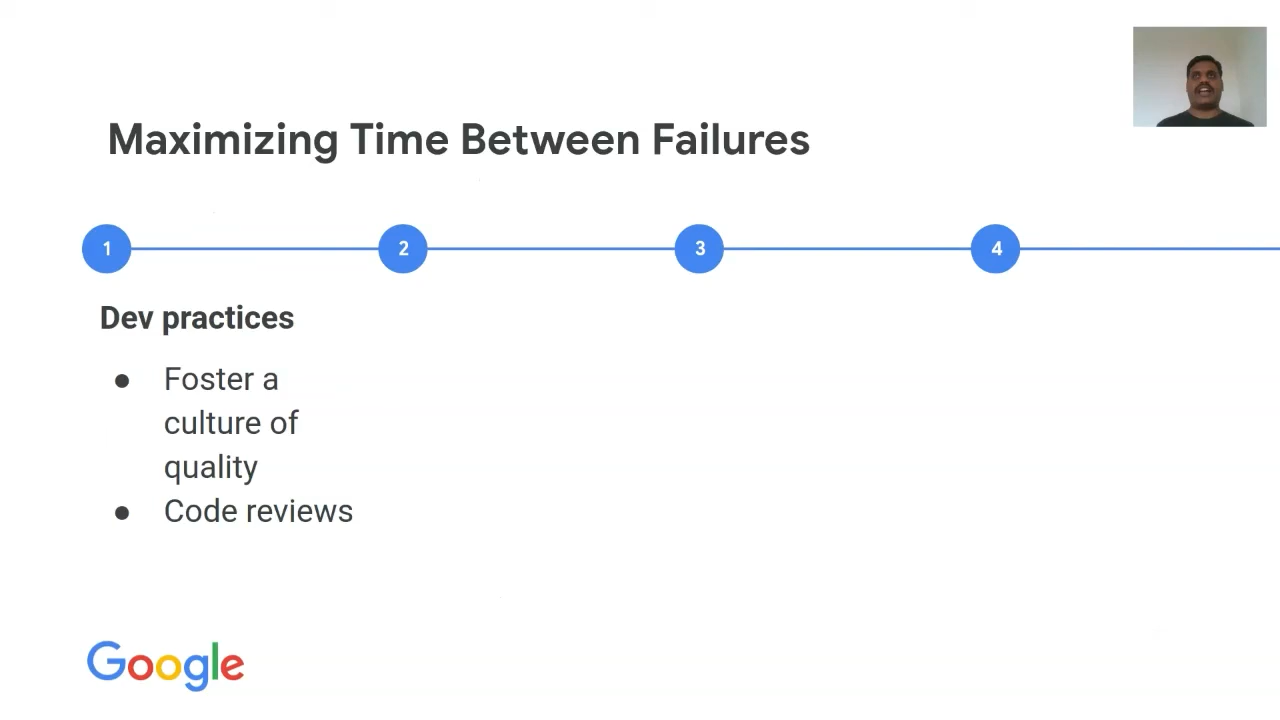 Maximizing Time Between Failures
1 2 3 4
Dev practices
● Foster a
culture of
quality
● Code reviews
Google